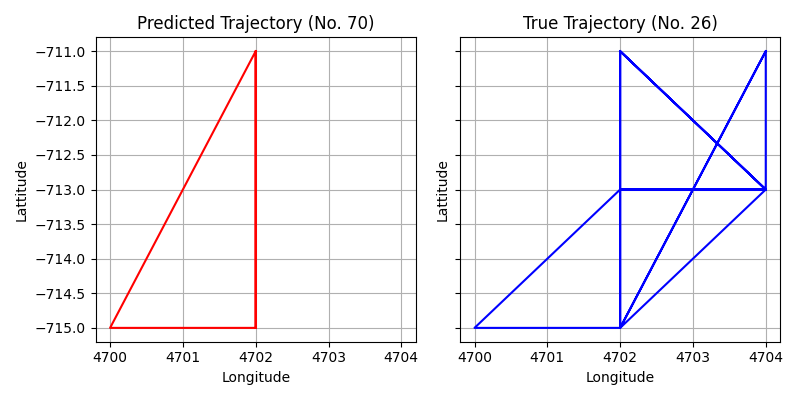 Predicted Trajectory (No. 70)
True Trajectory (No. 26)
−711.0
−711.5
−712.0
−712.5
−713.0
−713.5
−714.0
−714.5
−715.0
Lattitude
Lattitude
4700 4701 4702 4703 4704
4700 4701 4702 4703 4704
Longitude
Longitude